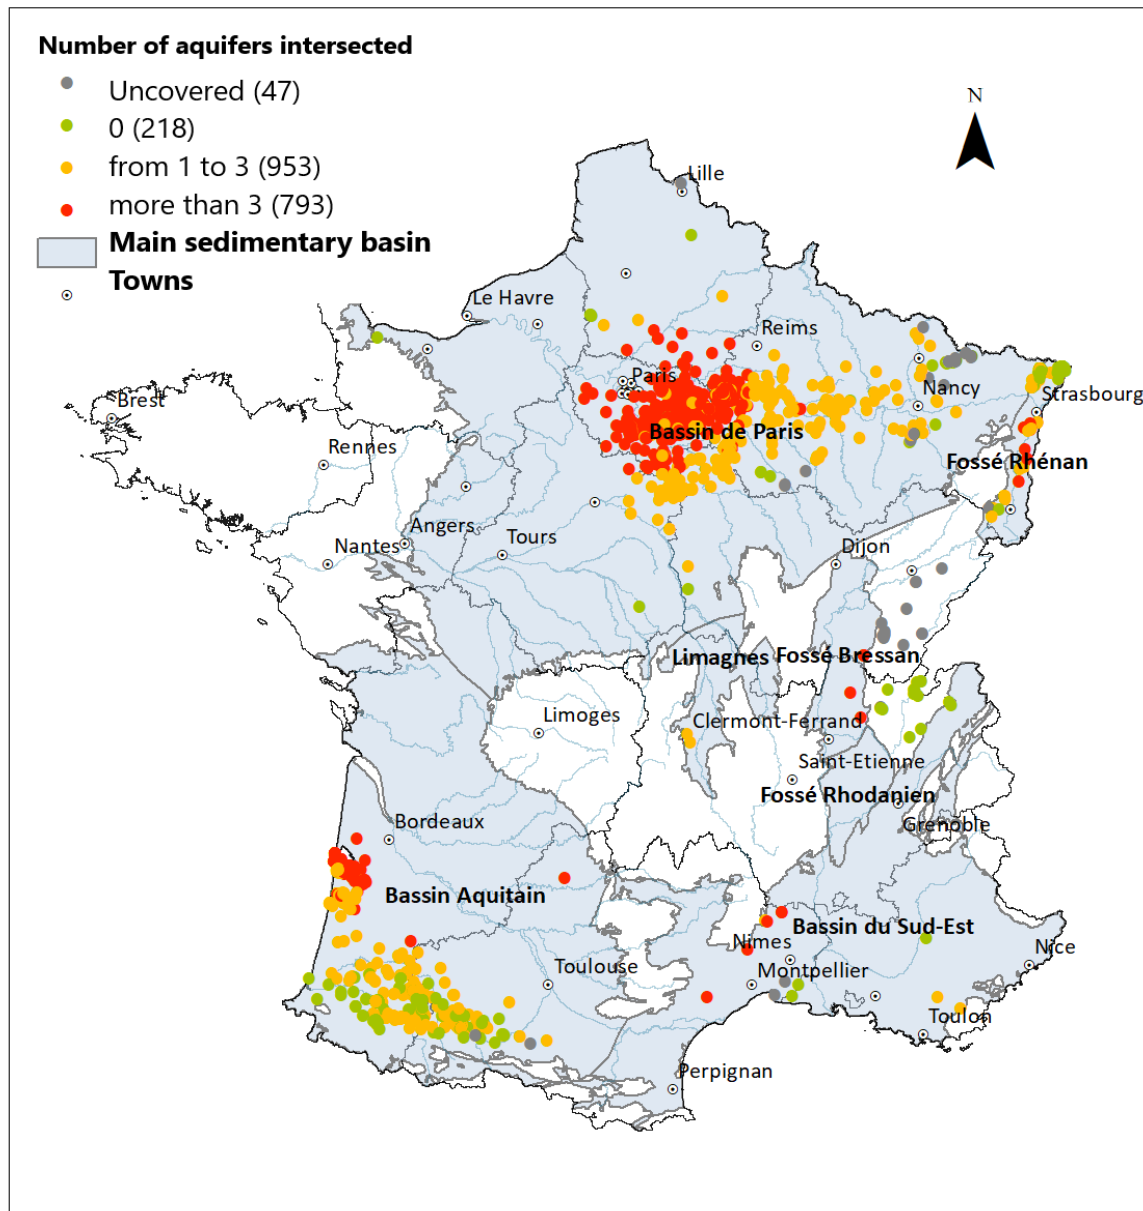 Number of aquifers intersected
Uncovered (47)
0 (218)
from 1 to 3 (953)
more than 3 (793)
Main sedimentary basin
Towns
N
Lille
Le Havre
Reims
Paris
Nancy
Strasbourg
Brest
Bassin de Paris
Rennes
Fossé Rhénan
Angers
Tours
Nantes
Dijon
Limagnes
Fossé Bressan
Limoges
Clermont-Ferrand
Saint-Etienne
Fossé Rhodanien
Grenoble
Bordeaux
Bassin Aquitain
Bassin du Sud-Est
Nimes
Nice
Toulouse
Montpellier
Toulon
Perpignan